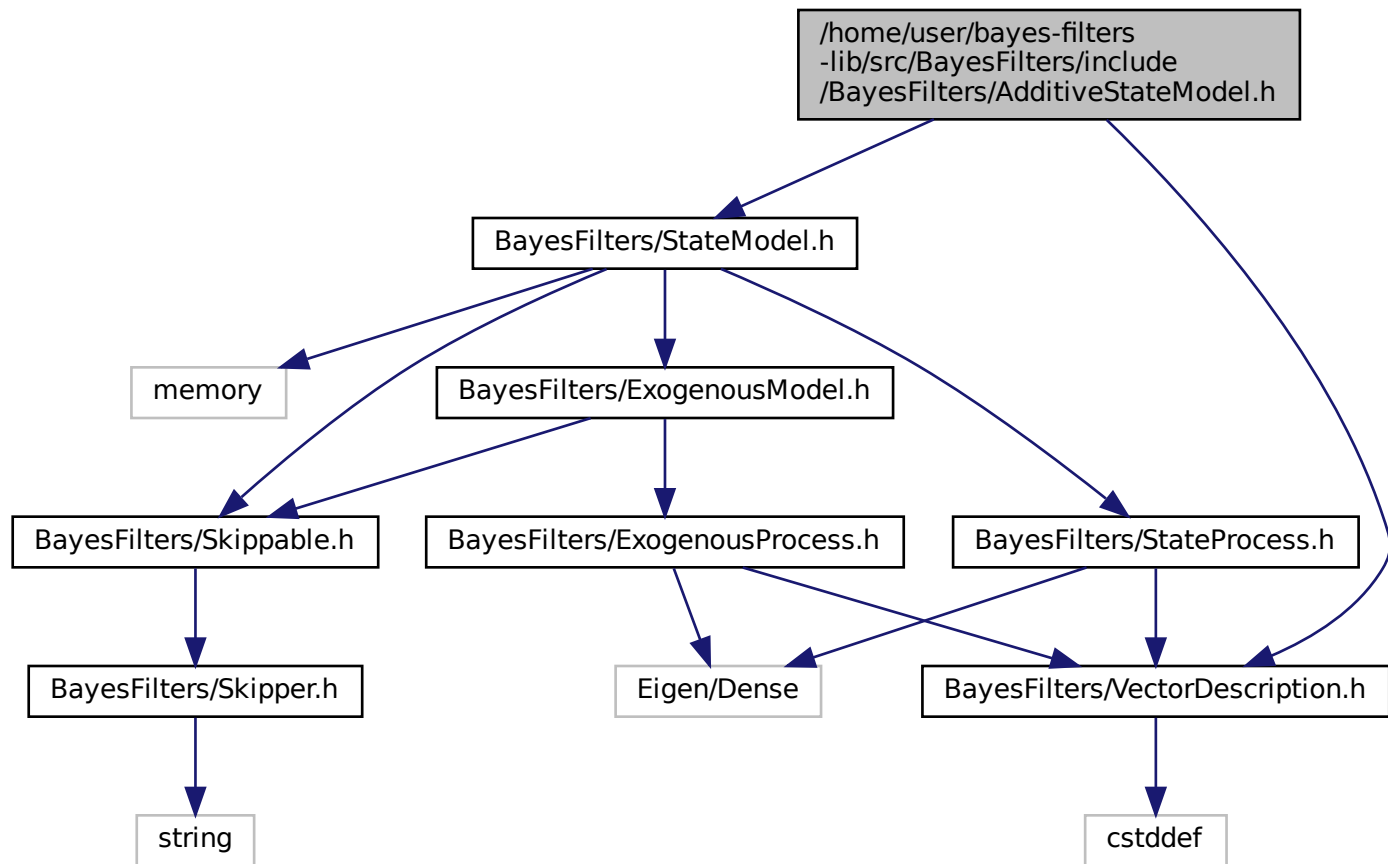 /home/user/bayes-filters
-lib/src/BayesFilters/include
/BayesFilters/AdditiveStateModel.h
BayesFilters/StateModel.h
memory
BayesFilters/ExogenousModel.h
BayesFilters/Skippable.h
BayesFilters/ExogenousProcess.h
BayesFilters/StateProcess.h
BayesFilters/Skipper.h
Eigen/Dense
BayesFilters/VectorDescription.h
string
cstddef